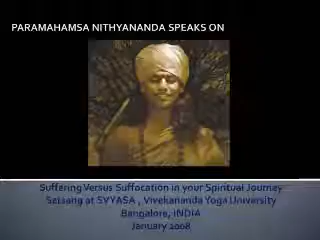 PARAMAHAMSA NITHYANANDA SPEAKS ON
Suffering Versus Suffocation in your Spiritual Journey
Satsang at SVYASA , Vivekananda Yoga University
Bangalore, INDIA
January 2008